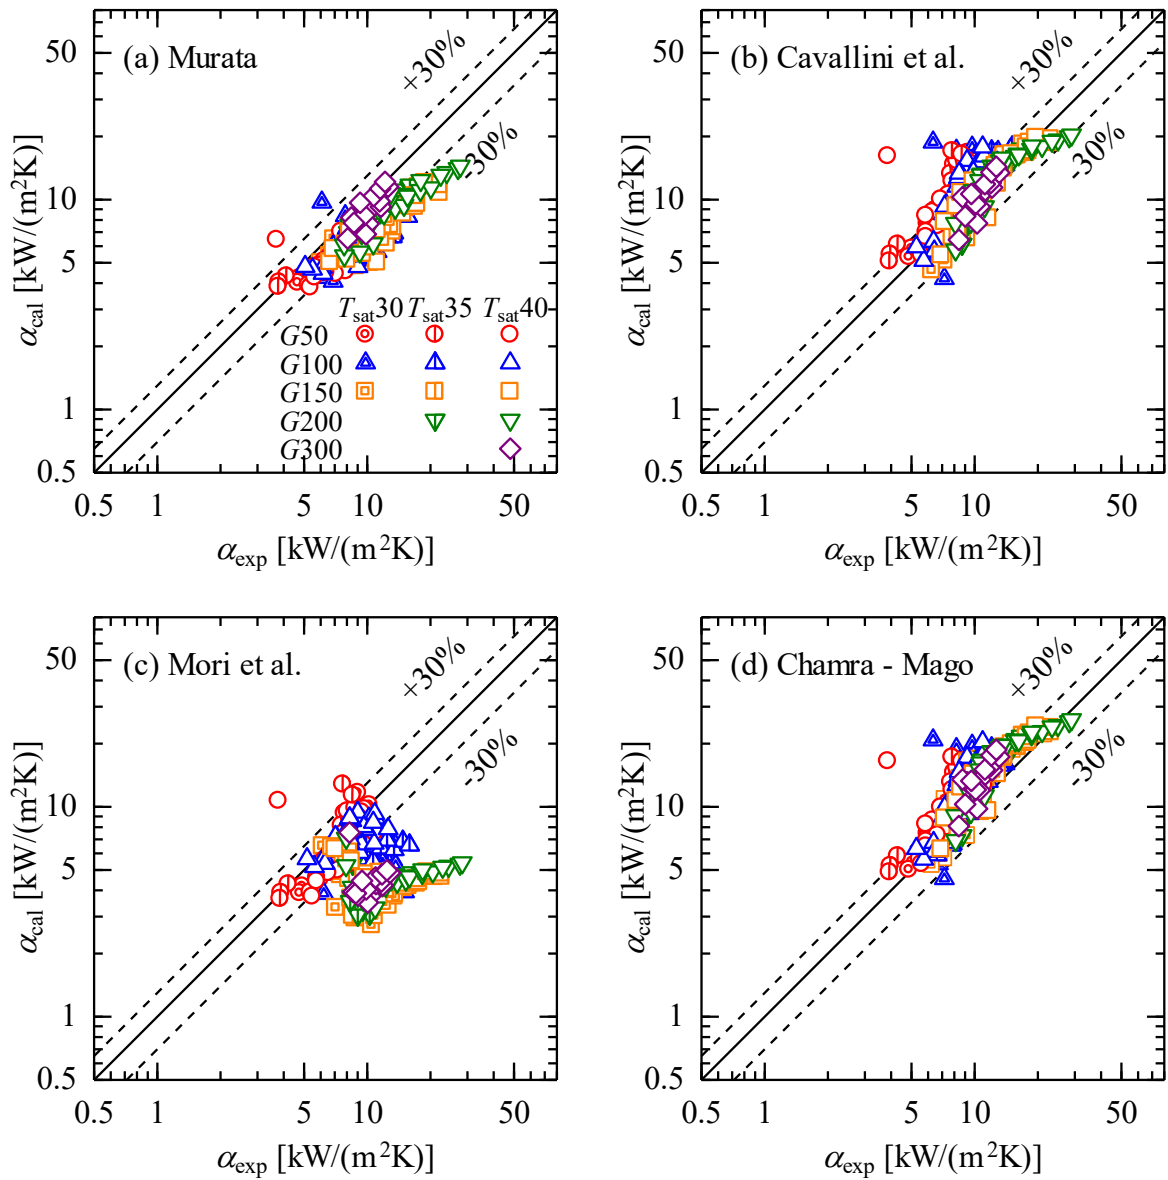 (a) Murata
+30%
-30%
50
10
5
1
0.5
α_cal [kW/(m²K)]
T_sat30 T_sat35 T_sat40
G50
G100
G150
G200
G300
0.5 1 5 10 50
α_exp [kW/(m²K)]
(b) Cavallini et al.
+30%
-30%
50
10
5
1
0.5
α_cal [kW/(m²K)]
0.5 1 5 10 50
α_exp [kW/(m²K)]
(c) Mori et al.
+30%
-30%
50
10
5
1
0.5
α_cal [kW/(m²K)]
0.5 1 5 10 50
α_exp [kW/(m²K)]
(d) Chamra - Mago
+30%
-30%
50
10
5
1
0.5
α_cal [kW/(m²K)]
0.5 1 5 10 50
α_exp [kW/(m²K)]